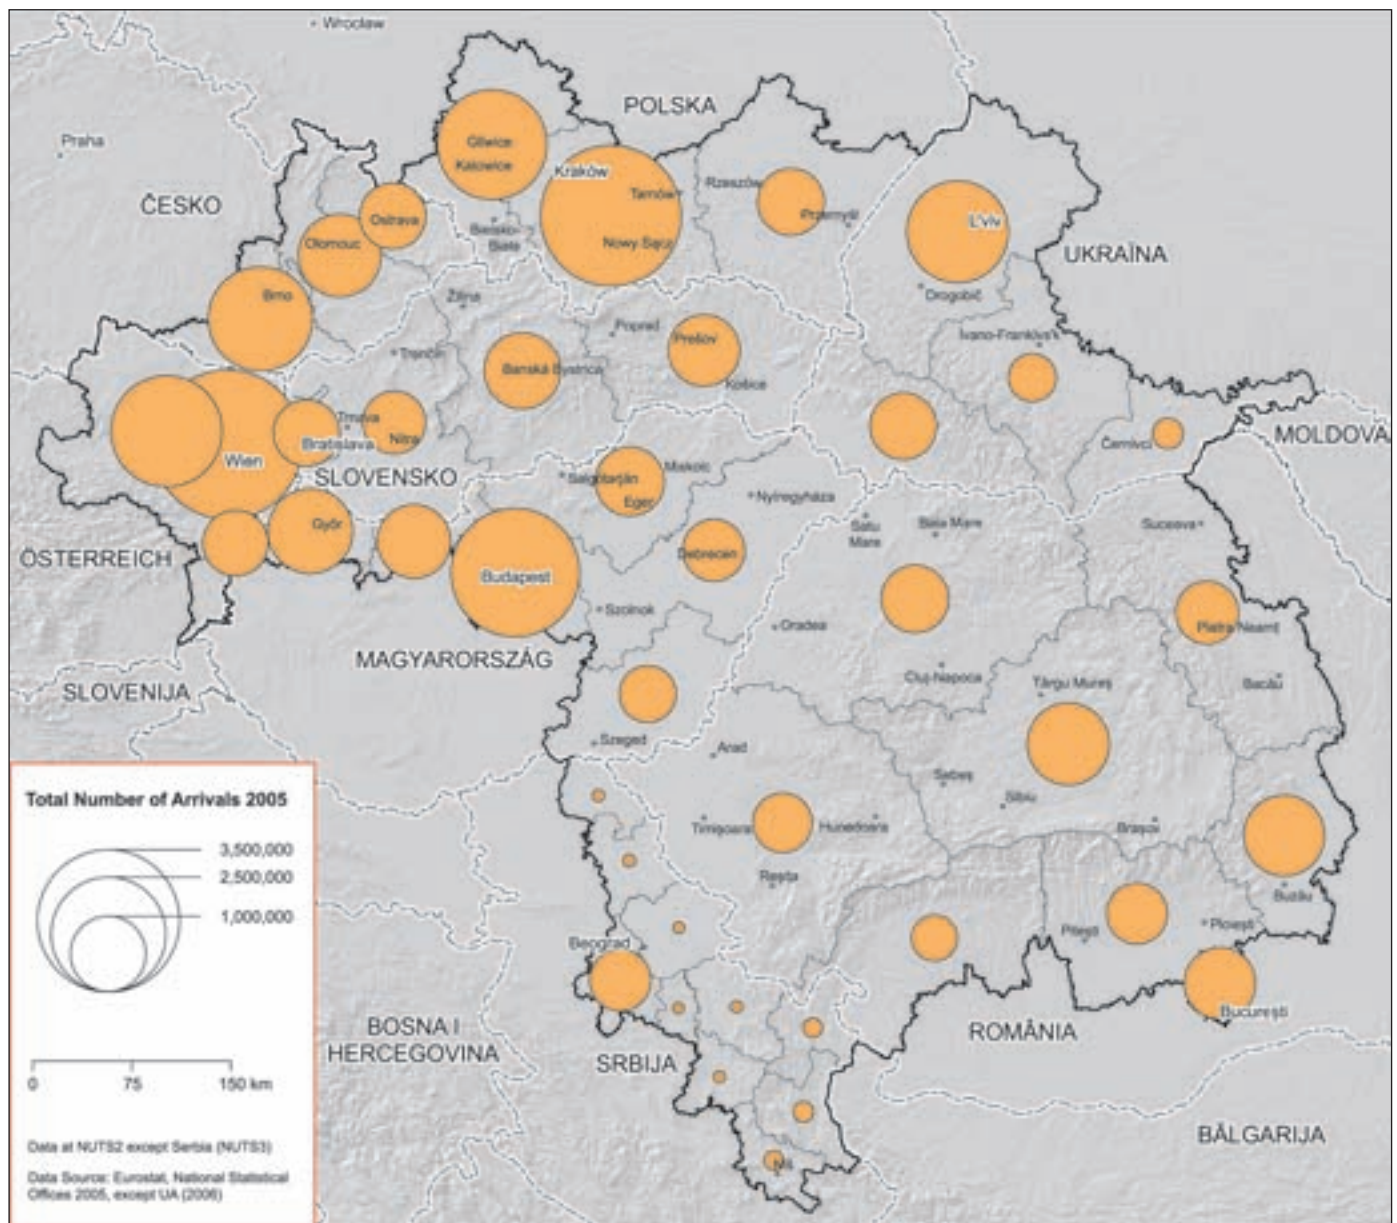 Wrocław
POLSKA
Praha
Gliwice
Katowice
Kraków
Tarnów
Rzeszów
Przemyśl
ČESKO
Ostrava
L'viv
Bielsko-
Biała
Nowy Sącz
Olomouc
UKRAÏNA
Drogobič
Brno
Žilina
Poprad
Ivano-Frankivs'k
Prešov
Trenčín
Banská Bystrica
Košice
Trnava
Bratislava
Nitra
MOLDOVA
Černivci
Wien
SLOVENSKO
Miskolc
Salgótarján
Eger
Nyíregyháza
Győr
Satu
Mare
Baia Mare
Suceava
ÖSTERREICH
Debrecen
Budapest
Szolnok
Oradea
Piatra Neamț
MAGYARORSZÁG
Cluj-Napoca
Târgu Mureș
Bacău
SLOVENIJA
Szeged
Arad
Sebeș
Sibiu
Timișoara
Hunedoara
Brașov
Reșița
Buzău
Pitești
Ploiești
Beograd
București
BOSNA I
HERCEGOVINA
ROMÂNIA
SRBIJA
BĂLGARIJA
Niš
Total Number of Arrivals 2005
3,500,000
2,500,000
1,000,000
0 75 150 km
Data at NUTS2 except Serbia (NUTS3)
Data Source: Eurostat, National Statistical
Offices 2005, except UA (2006)